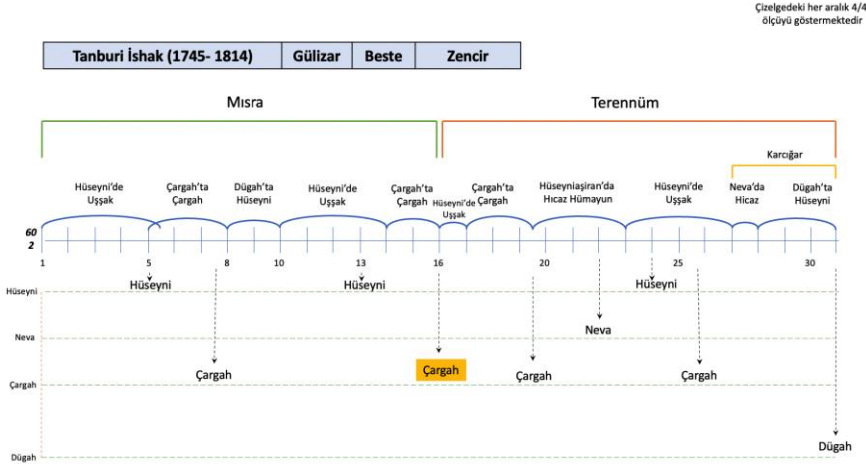 Çizelgedeki her aralık 4/4
ölçüyü göstermektedir
Tanburi İshak (1745- 1814) Gülizar Beste Zencir
Mısra Terennüm
Karcığar
Hüseyni’de
Uşşak
Çargah’ta
Çargah
Dügah’ta
Hüseyni
Hüseyni’de
Uşşak
Çargah’ta
Çargah
Hüseyni’de
Uşşak
Çargah’ta
Çargah
Hüseyniaşiran’da
Hıcaz Hümayun
Hüseyni’de
Uşşak
Neva’da
Hicaz
Dügah’ta
Hüseyni
60
2
1 5 8 10 13 16 20 25 30
Hüseyni Hüseyni Hüseyni Hüseyni
Neva Neva
Çargah Çargah Çargah Çargah Çargah
Dügah Dügah